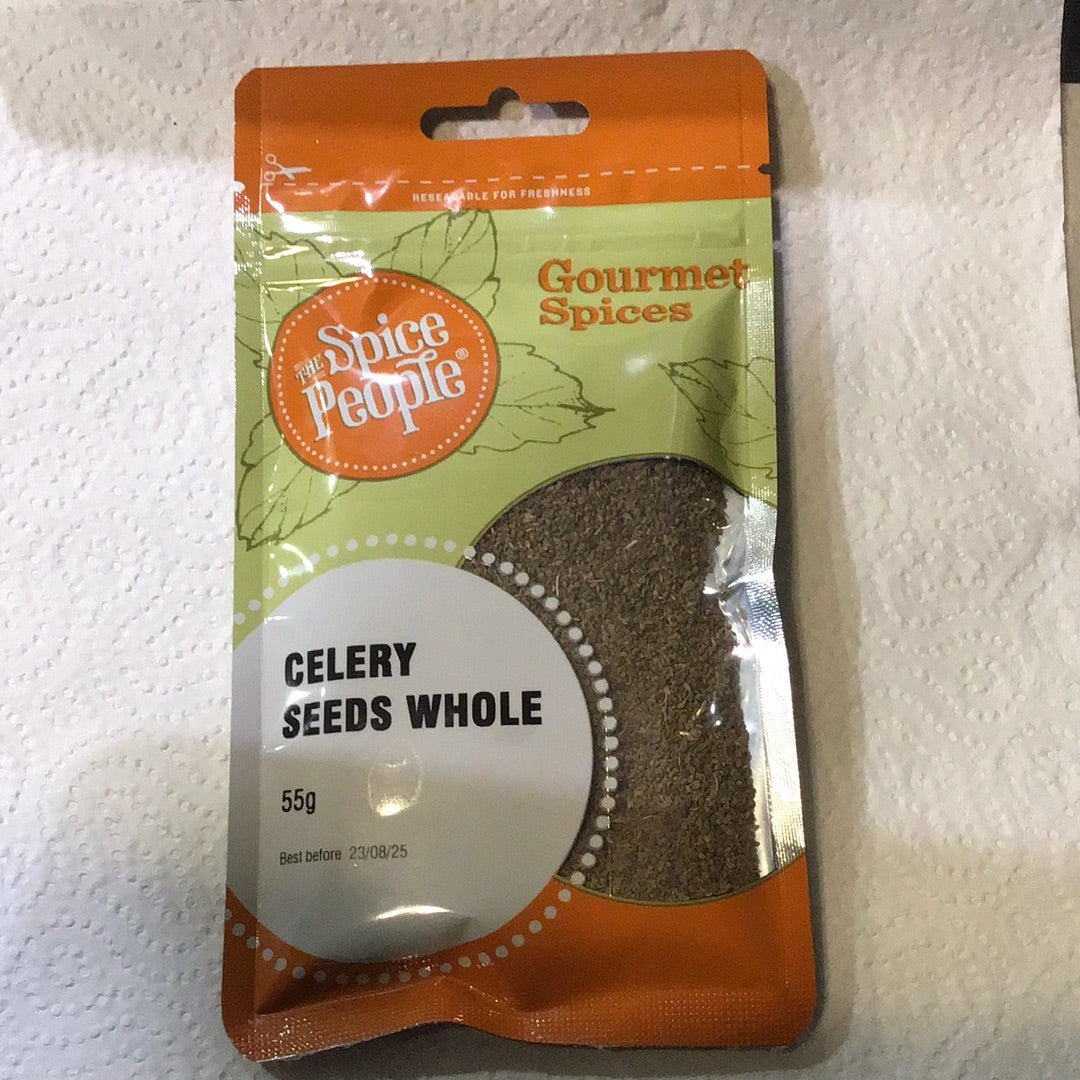 RESEALABLE FOR FRESHNESS
Gourmet
Spices
THE Spice
People®
CELERY
SEEDS WHOLE
55g
Best before 23/08/25